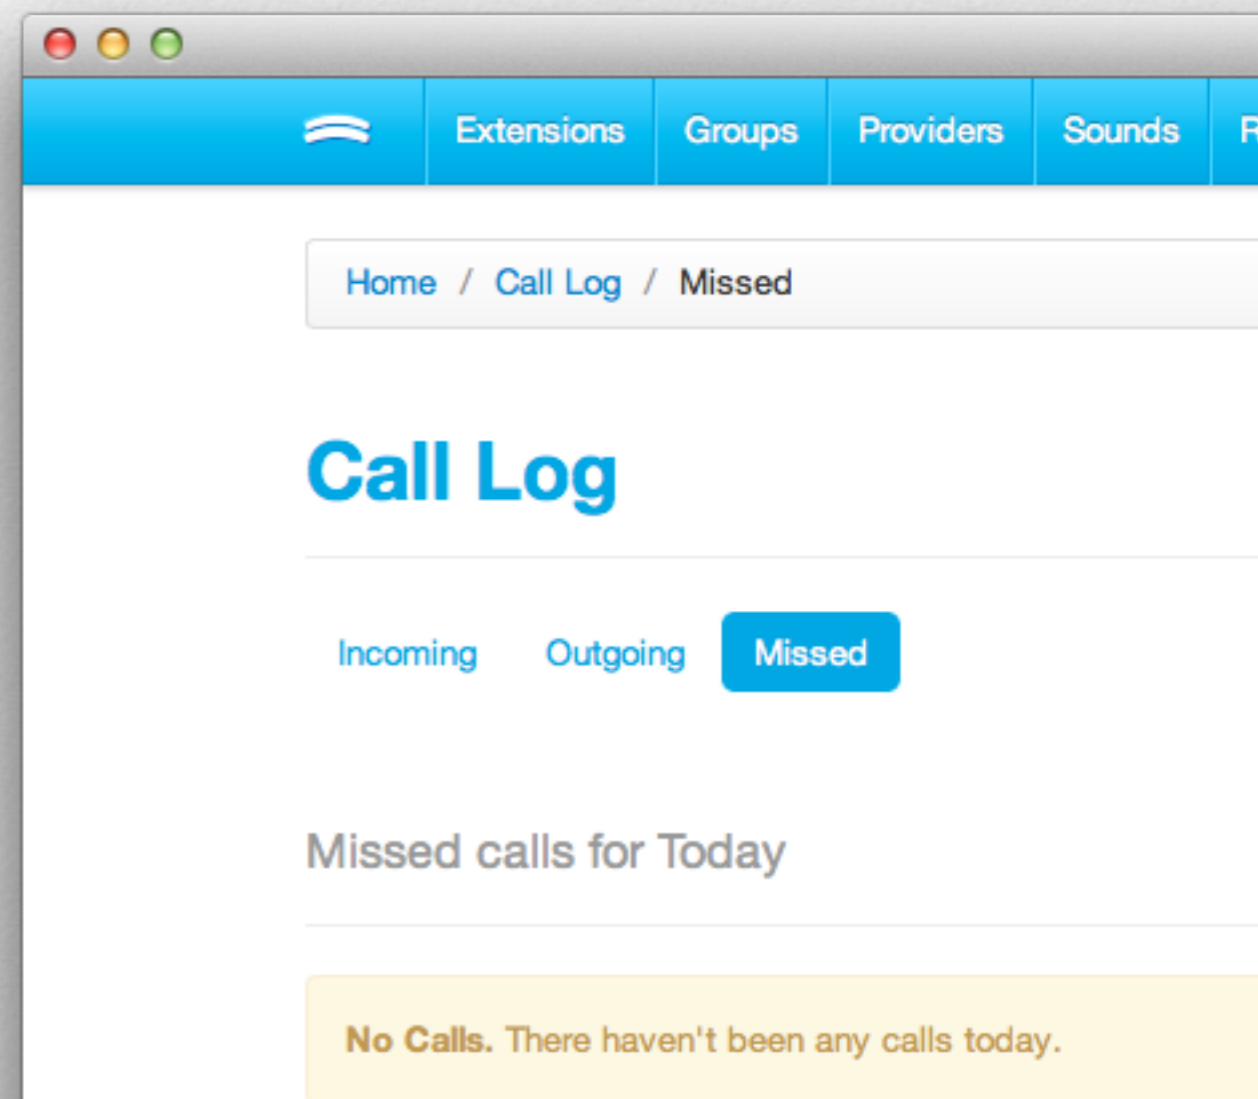 Extensions Groups Providers Sounds
Home / Call Log / Missed
Call Log
Incoming Outgoing Missed
Missed calls for Today
No Calls. There haven't been any calls today.